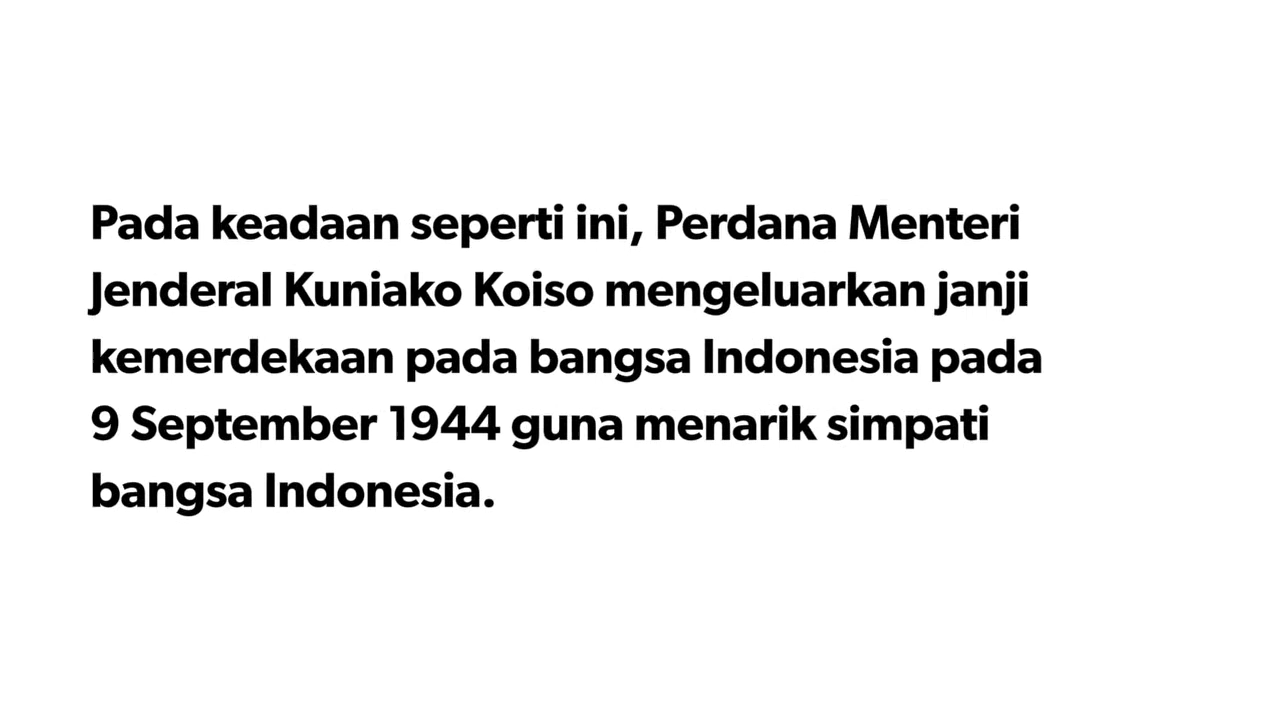 Pada keadaan seperti ini, Perdana Menteri
Jenderal Kuniako Koiso mengeluarkan janji
kemerdekaan pada bangsa Indonesia pada
9 September 1944 guna menarik simpati
bangsa Indonesia.